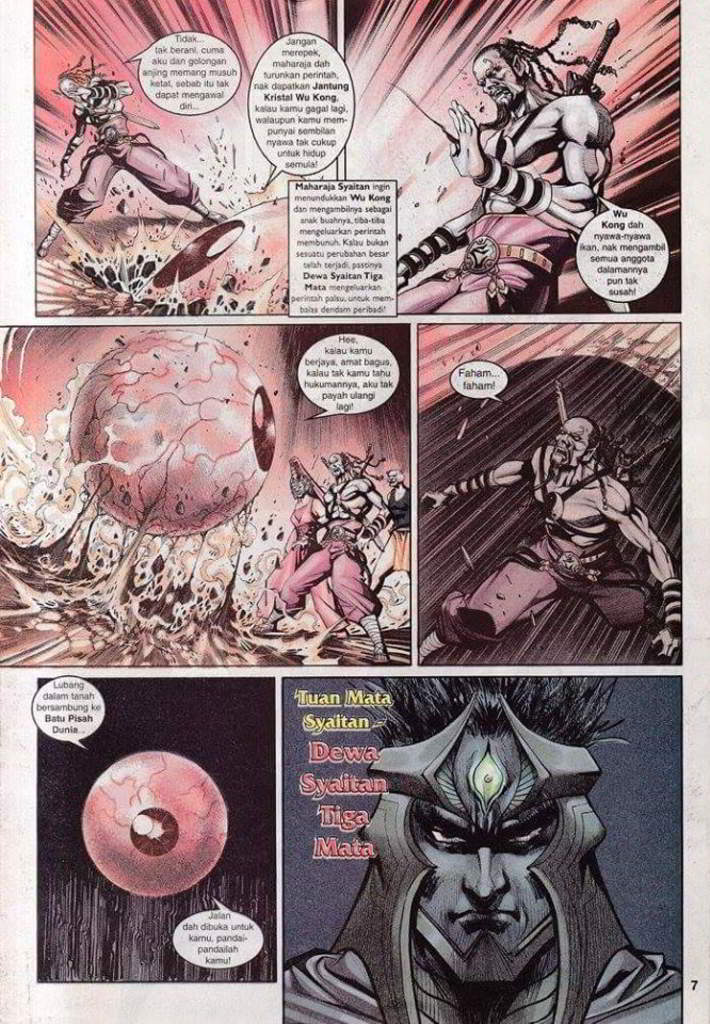 Tidak...
tak berani, cuma
aku dan golongan
anjing memang musuh
ketat, sebab itu tak
dapat mengawal
diri...
Jangan
merepek,
maharaja dah
turunkan perintah,
nak dapatkan Jantung
Kristal Wu Kong,
kalau kamu gagal lagi,
walaupun kamu mem-
punyai sembilan
nyawa tak cukup
untuk hidup
semula!
Maharaja Syaitan ingin
menundukkan Wu Kong
dan mengambilnya sebagai
anak buahnya, tiba-tiba
mengeluarkan perintah
membunuh. Kalau bukan
sesuatu perubahan besar
telah terjadi, pastinya
Dewa Syaitan Tiga
Mata mengeluarkan
perintah palsu, untuk mem-
balas dendam peribadi!
Wu
Kong dah
nyawa-nyawa
ikan, nak mengambil
semua anggota
dalamannya
pun tak
susah!
Hee,
kalau kamu
berjaya, amat bagus,
kalau tak kamu tahu
hukumannya, aku tak
payah ulangi
lagi!
Faham...
faham!
Lubang
dalam tanah
bersambung ke
Batu Pisah
Dunia...
Jalan
dah dibuka untuk
kamu, pandai-
pandailah
kamu!
Tuan Mata
Syaitan –
Dewa
Syaitan
Tiga
Mata
7